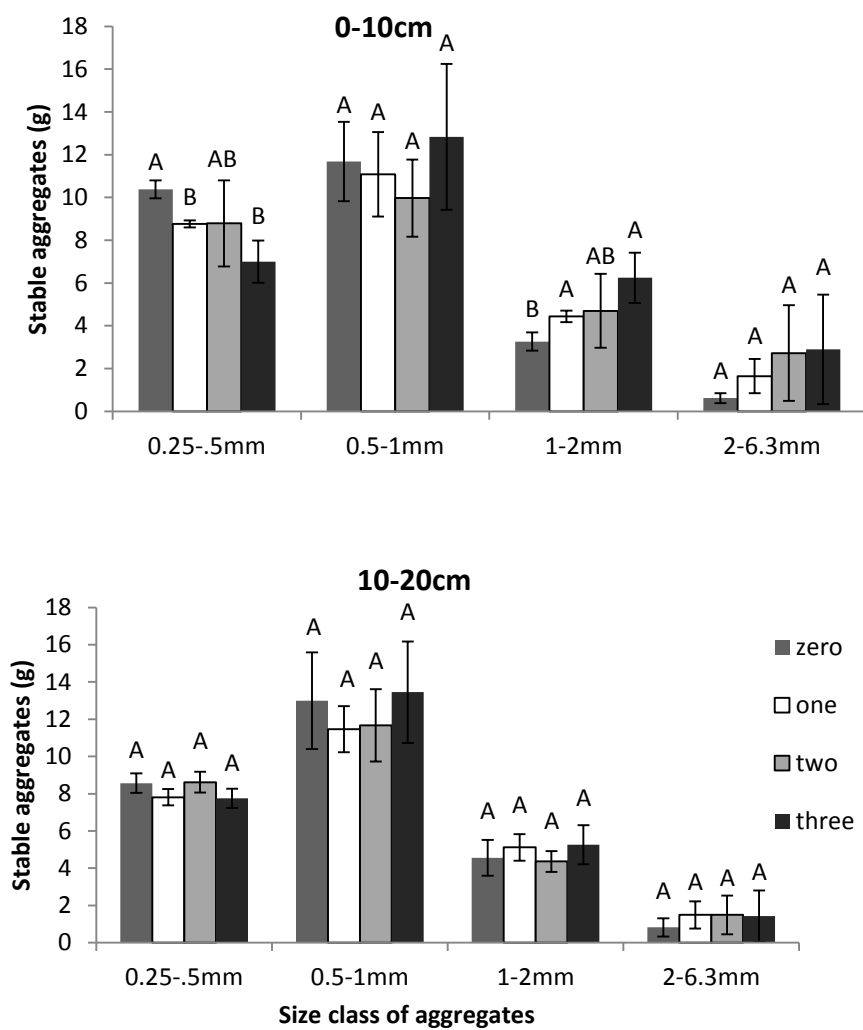 0-10cm
Stable aggregates (g)
18
16
14
12
10
8
6
4
2
0
A B AB B
A A A A
B A AB A
A A A A
0.25-.5mm 0.5-1mm 1-2mm 2-6.3mm
10-20cm
Stable aggregates (g)
18
16
14
12
10
8
6
4
2
0
A A A A
A A A A
A A A A
A A A A
zero
one
two
three
0.25-.5mm 0.5-1mm 1-2mm 2-6.3mm
Size class of aggregates